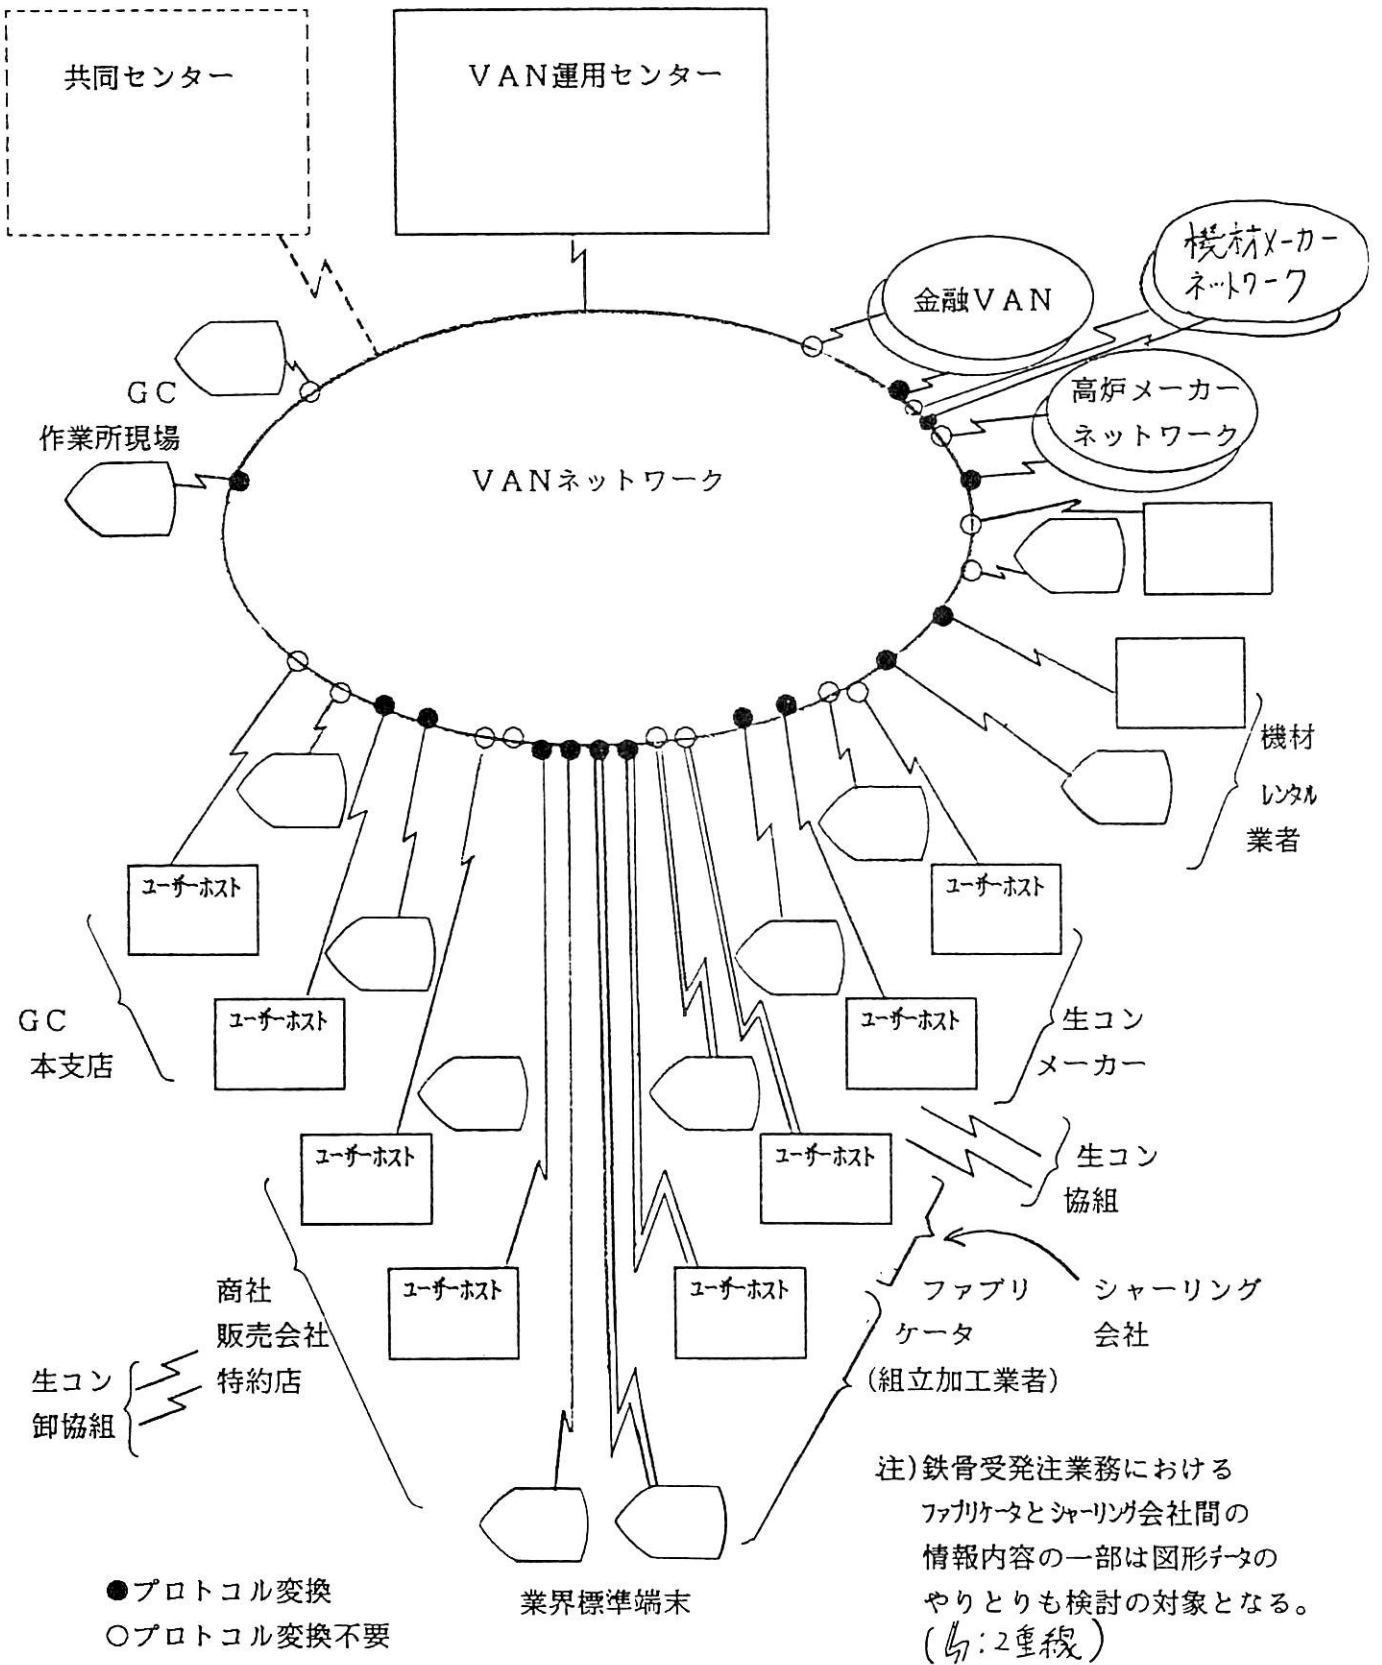 共同センター
VAN運用センター
機材メーカー
ネットワーク
金融VAN
高炉メーカー
ネットワーク
GC
作業所現場
VANネットワーク
機材
レンタル
業者
ユーザーホスト
ユーザーホスト
ユーザーホスト
ユーザーホスト
GC
本支店
生コン
メーカー
ユーザーホスト
ユーザーホスト
生コン
協組
ユーザーホスト
ユーザーホスト
商社
販売会社
特約店
生コン
卸協組
ファブリ
ケータ
(組立加工業者)
シャーリング
会社
注)鉄骨受発注業務における
ファブリケータとシャーリング会社間の
情報内容の一部は図形データの
やりとりも検討の対象となる。
(:2重線)
●プロトコル変換
○プロトコル変換不要
業界標準端末